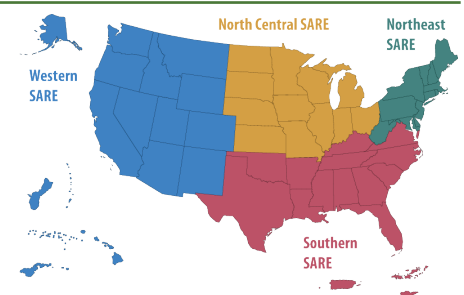 North Central SARE
Northeast
SARE
Western
SARE
Southern
SARE